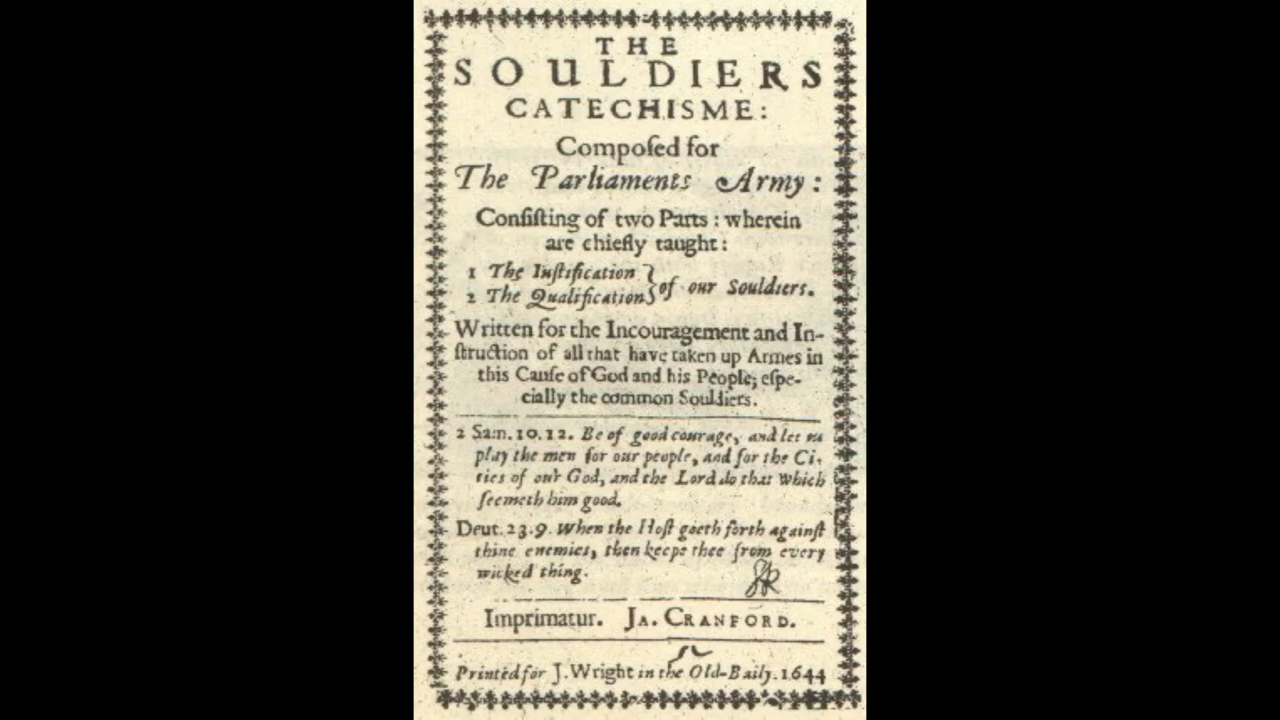 THE
SOULDIERS
CATECHISME:
Compoſed for
The Parliaments Army:
Conſiſting of two Parts: wherein
are chiefly taught:
1 The Iuſtification
2 The Qualification
} of our Souldiers.
Written for the Incouragement and In-
ſtruction of all that have taken up Armes in
this Cauſe of God and his People; eſpe-
cially the common Souldiers.
2 Sam. 10. 12. Be of good courage, and let us
play the men for our people, and for the Ci-
ties of our God, and the Lord do that which
ſeemeth him good.
Deut. 23. 9. When the Hoſt goeth forth againſt
thine enemies, then keepe thee from every
wicked thing.
Imprimatur. JA. CRANFORD.
Printed for J. Wright in the Old-Baily. 1644